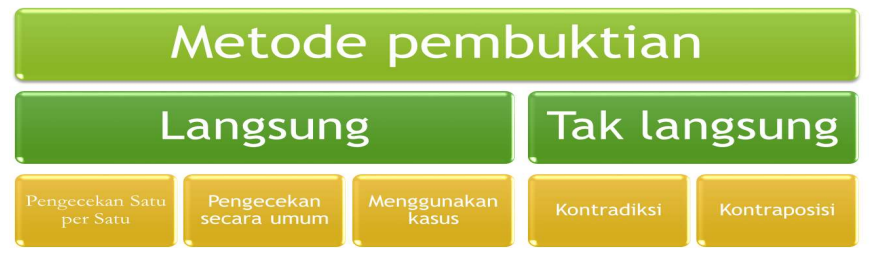 Metode pembuktian
Langsung
Tak langsung
Pengecekan Satu
per Satu
Pengecekan
secara umum
Menggunakan
kasus
Kontradiksi
Kontraposisi